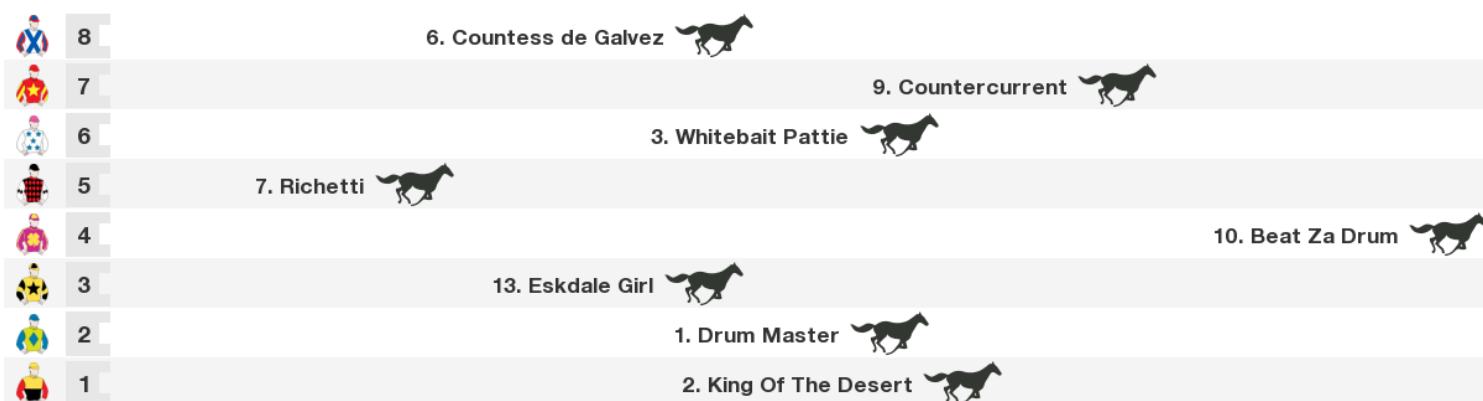 8 6. Countess de Galvez
7 9. Countercurrent
6 3. Whitebait Pattie
5 7. Richetti
4 10. Beat Za Drum
3 13. Eskdale Girl
2 1. Drum Master
1 2. King Of The Desert